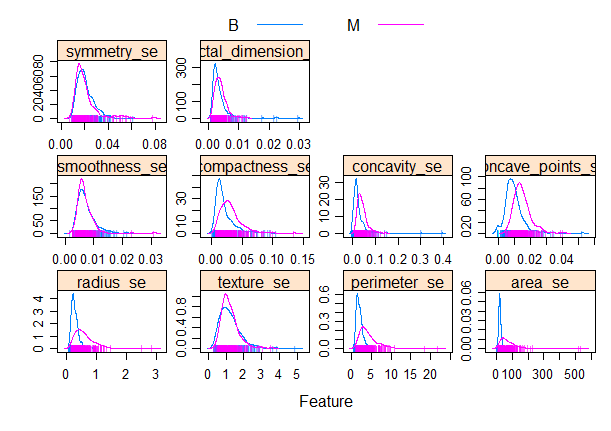 B M
symmetry_se ctal_dimension_
0 20406080 0 100 300
0.00 0.04 0.08 0.00 0.01 0.02 0.03
smoothness_se compactness_se concavity_se concave_points_se
0 50 150 0 10 30 0 10 20 30 0 20 60 100
0.00 0.01 0.02 0.03 0.00 0.05 0.10 0.15 0.0 0.1 0.2 0.3 0.4 0.00 0.02 0.04
radius_se texture_se perimeter_se area_se
0 1 2 3 4 0.0 0.4 0.8 0.0 0.3 0.6 0.00 0.03 0.06
0 1 2 3 0 1 2 3 4 5 0 5 10 20 0 100 300 500
Feature